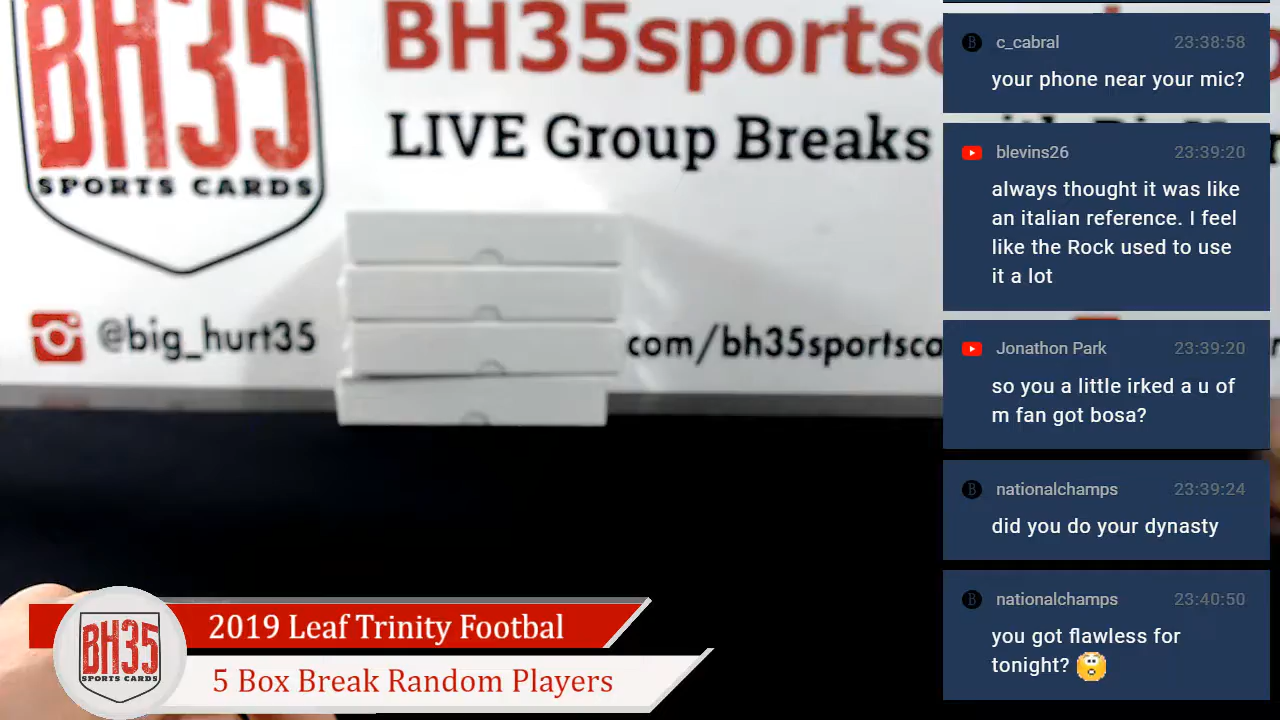 BH35
SPORTS CARDS
BH35sportsc
LIVE Group Breaks
@big_hurt35
com/bh35sportsca
c_cabral 23:38:58
your phone near your mic?
blevins26 23:39:20
always thought it was like
an italian reference. I feel
like the Rock used to use
it a lot
Jonathon Park 23:39:20
so you a little irked a u of
m fan got bosa?
nationalchamps 23:39:24
did you do your dynasty
nationalchamps 23:40:50
you got flawless for
tonight?
BH35
SPORTS CARDS
2019 Leaf Trinity Footbal
5 Box Break Random Players